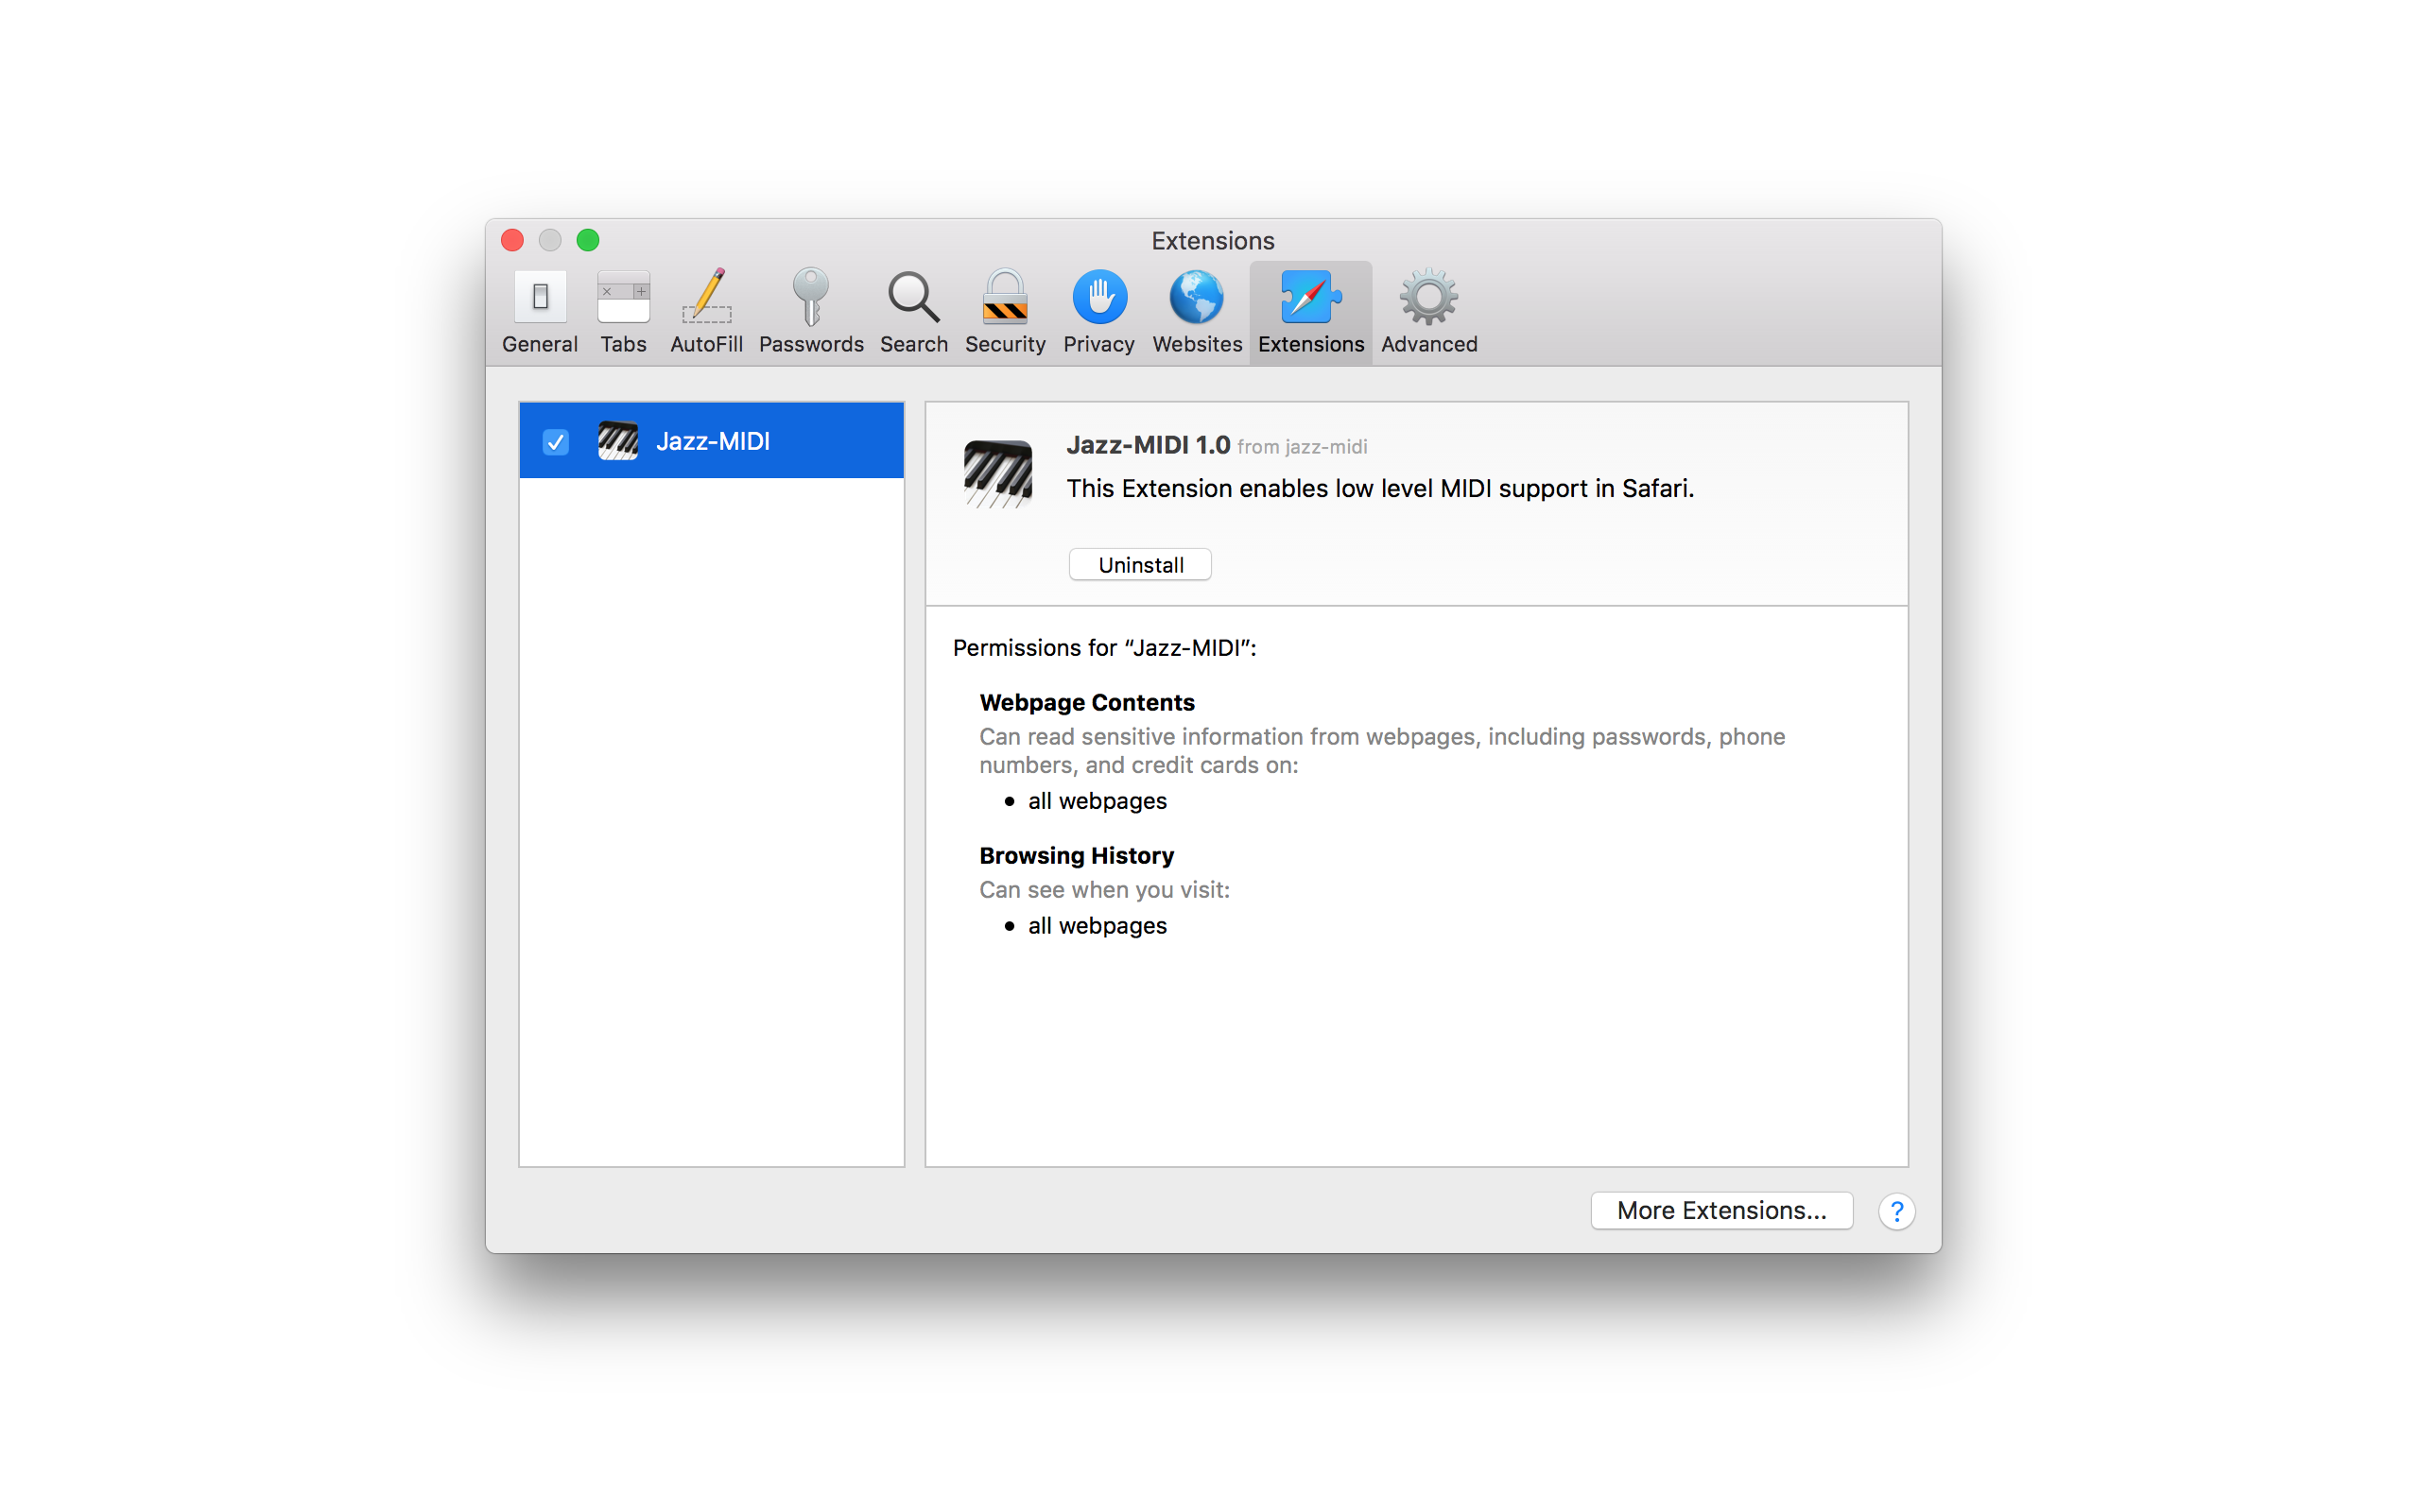 Extensions
General Tabs AutoFill Passwords Search Security Privacy Websites Extensions Advanced
Jazz-MIDI
Jazz-MIDI 1.0 from jazz-midi
This Extension enables low level MIDI support in Safari.
Uninstall
Permissions for “Jazz-MIDI”:
Webpage Contents
Can read sensitive information from webpages, including passwords, phone
numbers, and credit cards on:
• all webpages
Browsing History
Can see when you visit:
• all webpages
More Extensions...
?